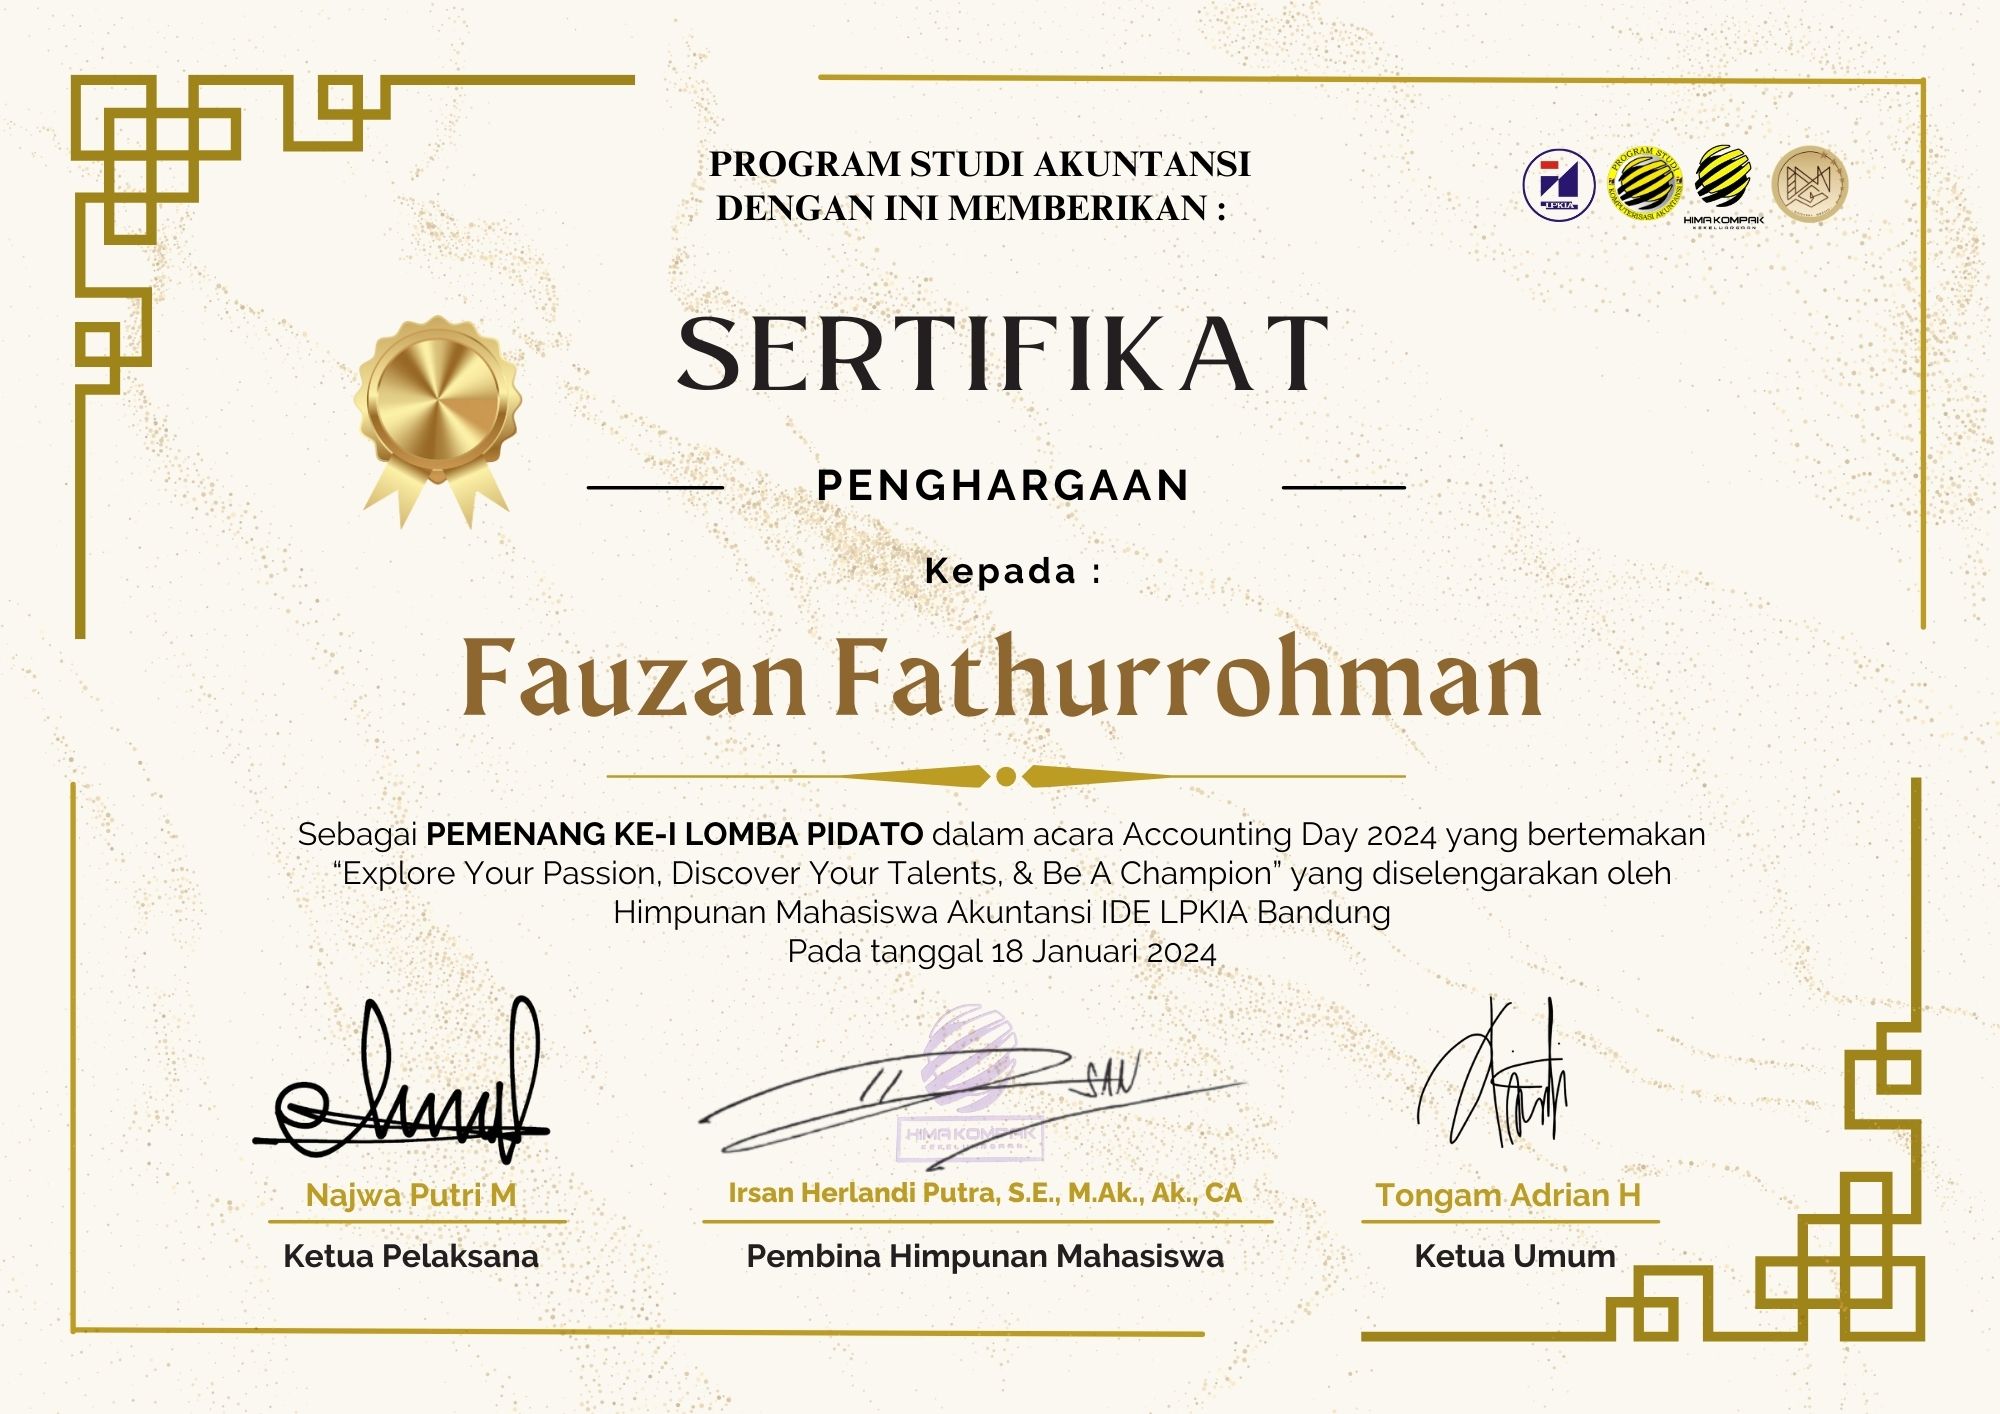 PROGRAM STUDI AKUNTANSI
DENGAN INI MEMBERIKAN :
LPKIA
PROGRAM STUDI
KOMPUTERISASI AKUNTANSI
HIMA KOMPAK
KEKELUARGAAN
SERTIFIKAT
PENGHARGAAN
Kepada :
Fauzan Fathurrohman
Sebagai PEMENANG KE-I LOMBA PIDATO dalam acara Accounting Day 2024 yang bertemakan
“Explore Your Passion, Discover Your Talents, & Be A Champion” yang diselengarakan oleh
Himpunan Mahasiswa Akuntansi IDE LPKIA Bandung
Pada tanggal 18 Januari 2024
SAN
HIMA KOMPAK
KEKELUARGAAN
Najwa Putri M
Irsan Herlandi Putra, S.E., M.Ak., Ak., CA
Tongam Adrian H
Ketua Pelaksana
Pembina Himpunan Mahasiswa
Ketua Umum